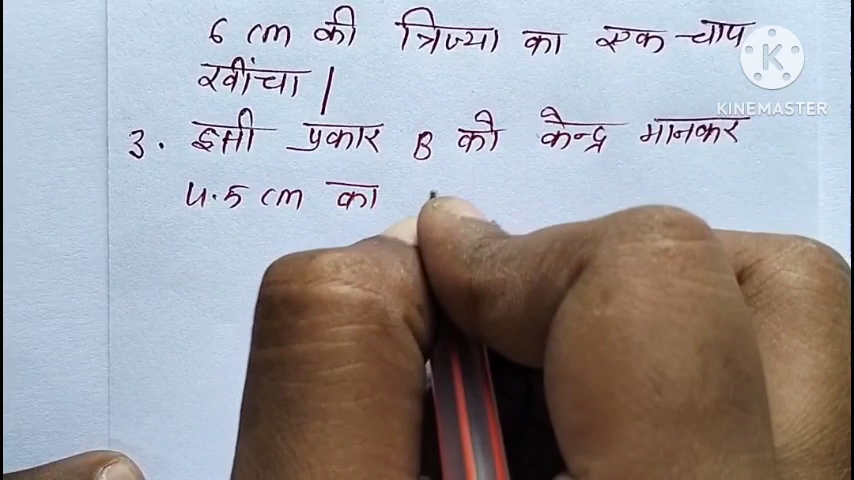 6 cm की त्रिज्या का एक चाप
खींचा |
3. इसी प्रकार B को केन्द्र मानकर
4.5 cm का
K
KINEMASTER